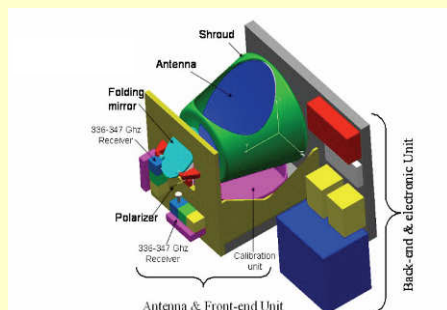 Shroud
Antenna
Folding
mirror
336-347 Ghz
Receiver
Polarizer
336-347 Ghz
Receiver
Calibration
unit
Antenna & Front-end Unit
Back-end & electronic Unit